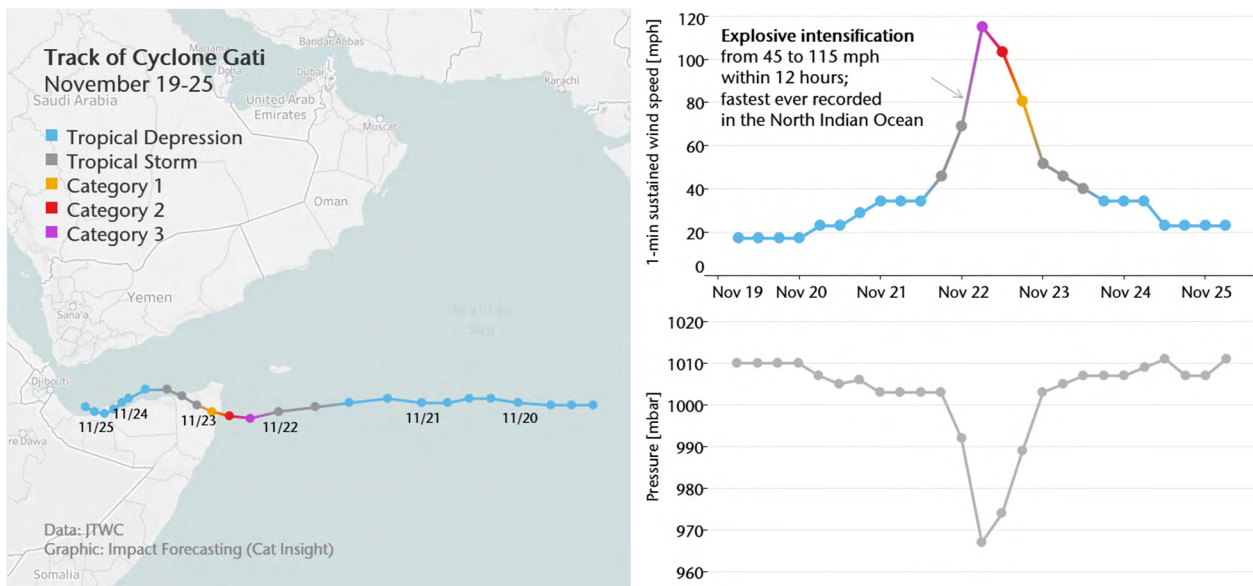 Track of Cyclone Gati
November 19-25
Tropical Depression
Tropical Storm
Category 1
Category 2
Category 3
Bandar Abbas
Manama
Doha
Dubai
Karachi
Saudi Arabia
United Arab
Emirates
Muscat
Oman
Yemen
Sana'a
Arabian
Sea
Djibouti
11/25
11/24
11/23
11/22
11/21
11/20
re Dawa
Data: JTWC
Graphic: Impact Forecasting (Cat Insight)
Somalia
1-min sustained wind speed [mph]
120
100
80
60
40
20
0
Explosive intensification
from 45 to 115 mph
within 12 hours;
fastest ever recorded
in the North Indian Ocean
Nov 19 Nov 20 Nov 21 Nov 22 Nov 23 Nov 24 Nov 25
Pressure [mbar]
1020
1010
1000
990
980
970
960